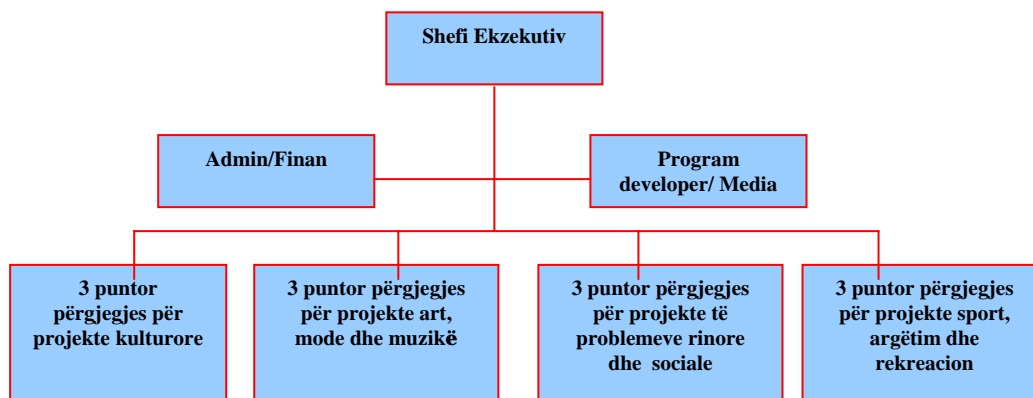 Shefi Ekzekutiv
Admin/Finan
Program
developer/ Media
3 puntor
përgjegjes për
projekte kulturore
3 puntor përgjegjes
për projekte art,
mode dhe muzikë
3 puntor përgjegjes
për projekte të
problemeve rinore
dhe sociale
3 puntor përgjegjes
për projekte sport,
argëtim dhe
rekreacion